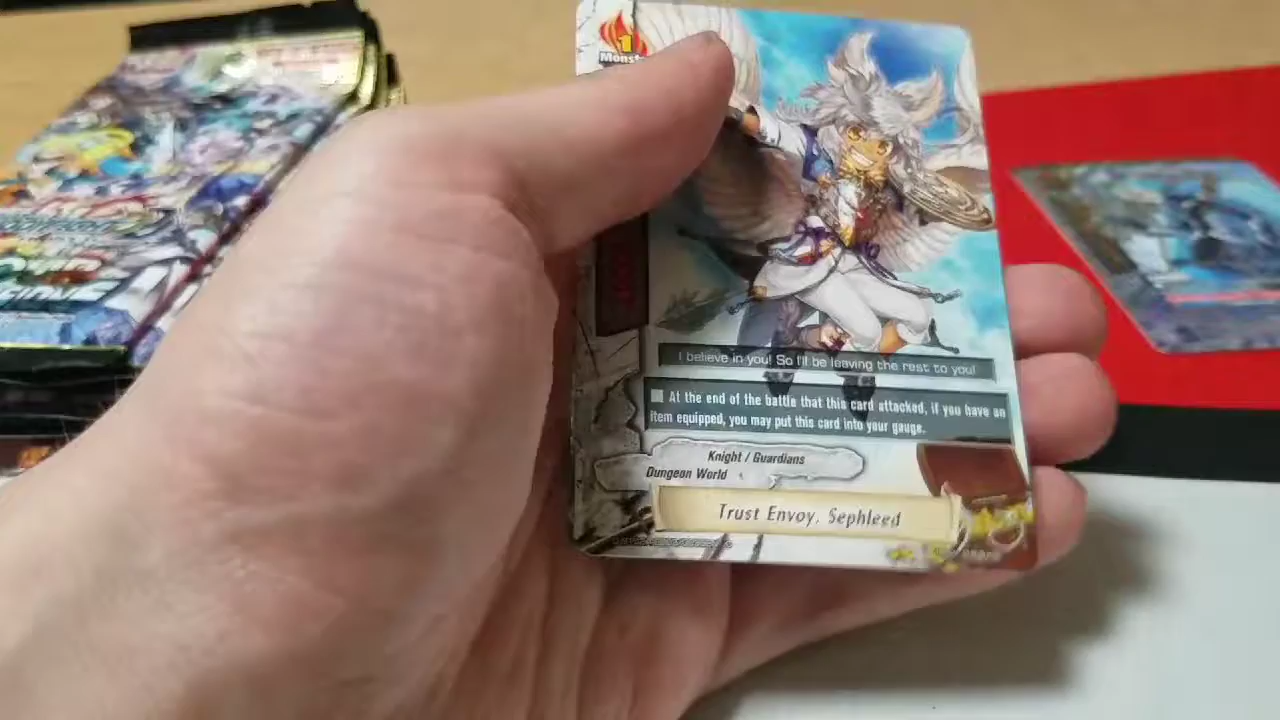 1
Monst
I believe in you! So I'll be leaving the rest to you!
At the end of the battle that this card attacked, if you have an
item equipped, you may put this card into your gauge.
Knight / Guardians
Dungeon World
Trust Envoy, Sephleed